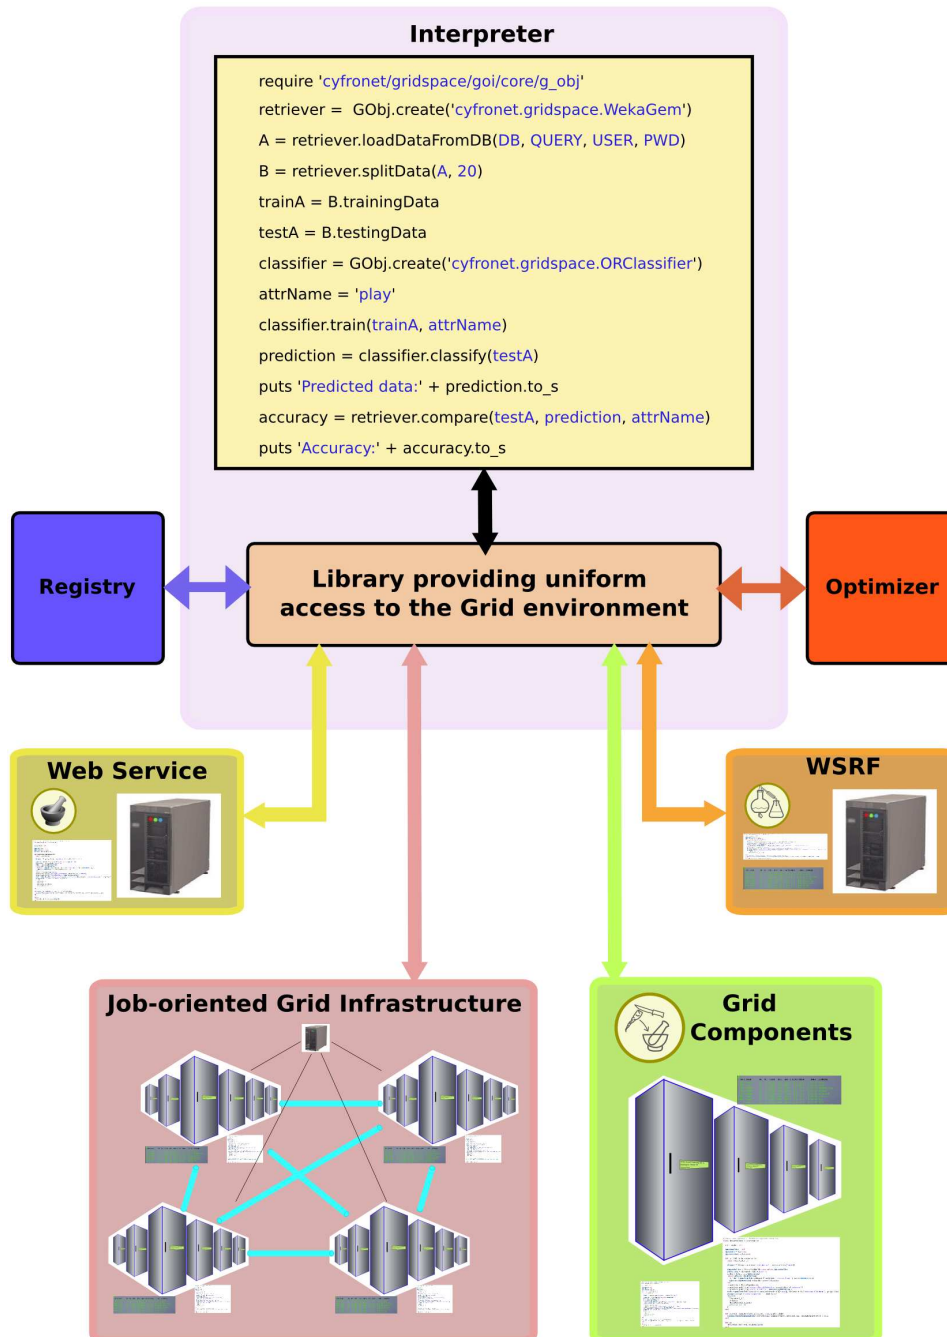 Interpreter
require 'cyfronet/gridspace/goi/core/g_obj'
retriever =  GObj.create('cyfronet.gridspace.WekaGem')
A = retriever.loadDataFromDB(DB, QUERY, USER, PWD)
B = retriever.splitData(A, 20)
trainA = B.trainingData
testA = B.testingData
classifier = GObj.create('cyfronet.gridspace.ORClassifier')
attrName = 'play'
classifier.train(trainA, attrName)
prediction = classifier.classify(testA)
puts 'Predicted data:' + prediction.to_s
accuracy = retriever.compare(testA, prediction, attrName)
puts 'Accuracy:' + accuracy.to_s
Registry
Library providing uniform
access to the Grid environment
Optimizer
Web Service
WSRF
Job-oriented Grid Infrastructure
Grid
Components